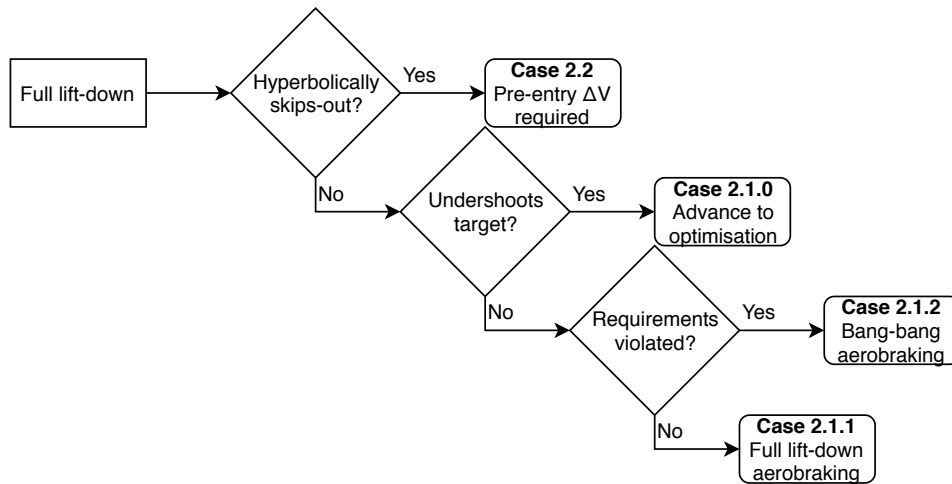 Full lift-down
Hyperbolically
skips-out?
Yes
Case 2.2
Pre-entry ΔV
required
No
Undershoots
target?
Yes
Case 2.1.0
Advance to
optimisation
No
Requirements
violated?
Yes
Case 2.1.2
Bang-bang
aerobraking
No
Case 2.1.1
Full lift-down
aerobraking